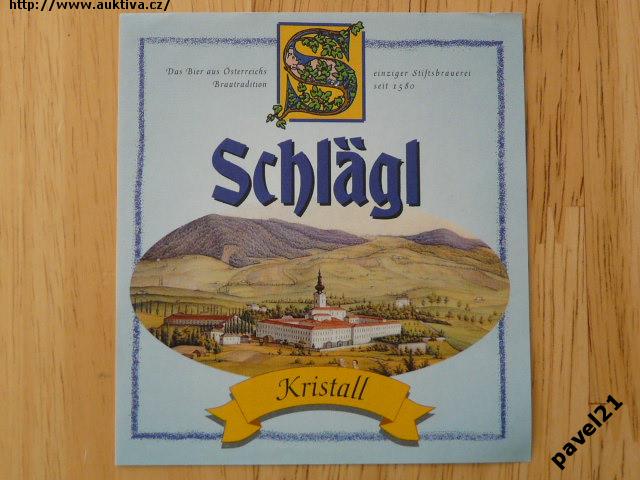 http://www.auktiva.cz/
Das Bier aus Österreichs
Brautradition
einziger Stiftsbrauerei
seit 1580
S
Schlägl
Kristall
pavel21